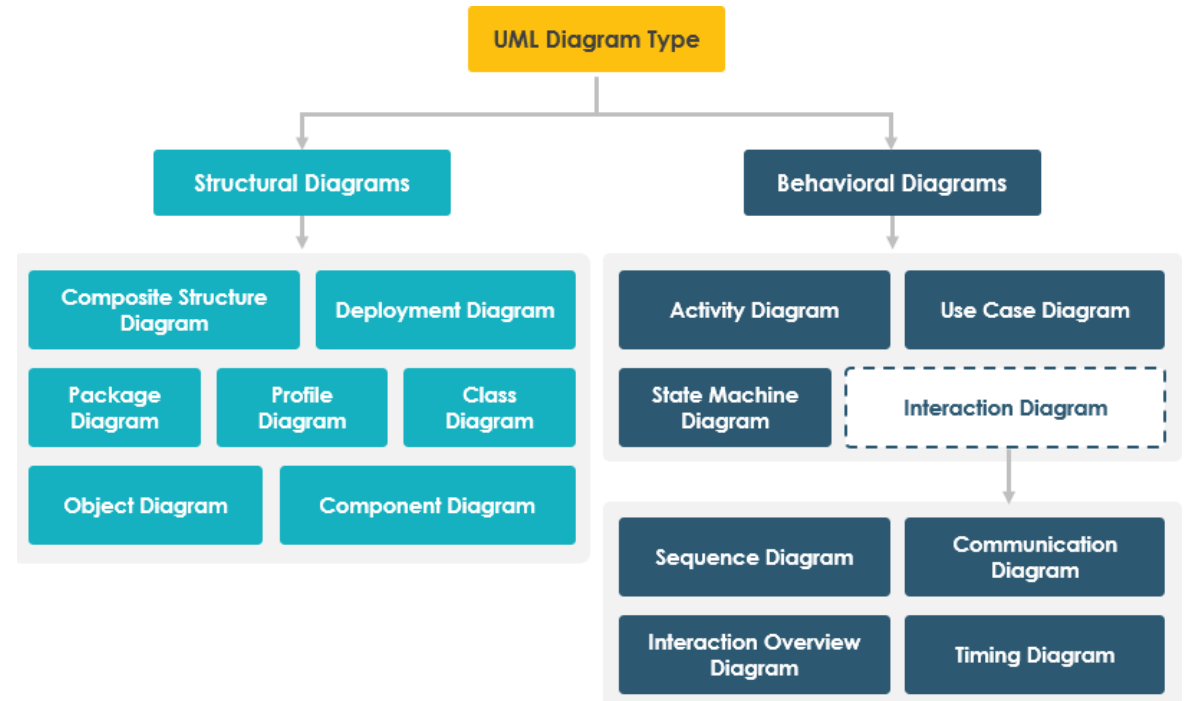 UML Diagram Type
Structural Diagrams
Behavioral Diagrams
Composite Structure
Diagram
Deployment Diagram
Package
Diagram
Profile
Diagram
Class
Diagram
Object Diagram
Component Diagram
Activity Diagram
Use Case Diagram
State Machine
Diagram
Interaction Diagram
Sequence Diagram
Communication
Diagram
Interaction Overview
Diagram
Timing Diagram